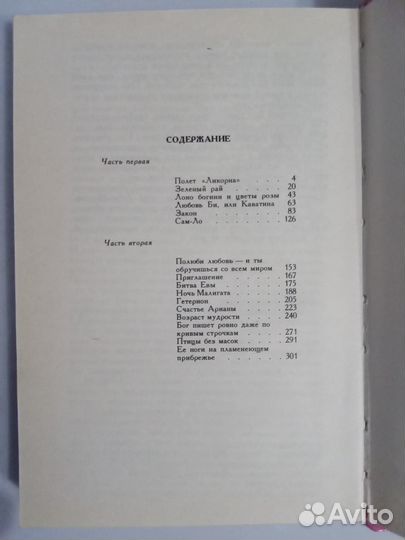 СОДЕРЖАНИЕ
Часть первая
Полет «Ликорна» . . . 4
Зеленый рай . . . . . 20
Лоно богини и цветы розы 43
Любовь Би, или Каватина 63
Закон . . . . . . 83
Сам-Ло . . . . . . 126
Часть вторая
Полюби любовь — и ты
обручишься со всем миром 153
Приглашение . . . . 167
Битва Евы . . . . . 175
Ночь Малигата . . . . 188
Гетерион . . . . . 205
Счастье Арианы . . . 223
Возраст мудрости . . . 240
Бог пишет ровно даже по
кривым строчкам . . . 271
Птицы без масок . . . 291
Ее ноги на пламенеющем
прибрежье . . . . . 301
Avito